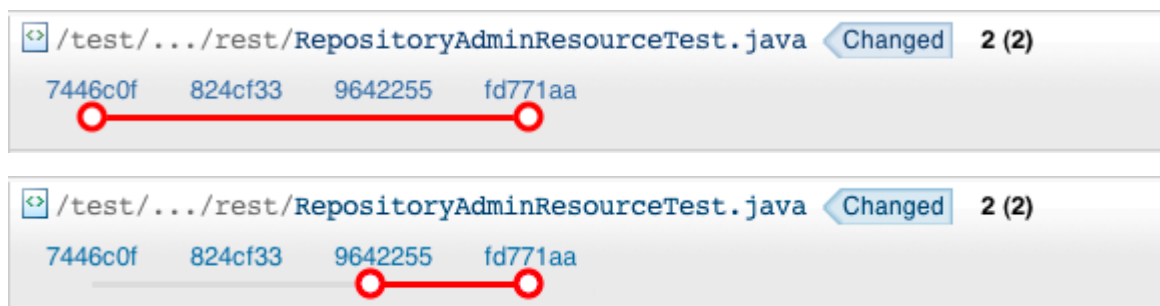 /test/.../rest/RepositoryAdminResourceTest.java Changed 2 (2)
7446c0f 824cf33 9642255 fd771aa
/test/.../rest/RepositoryAdminResourceTest.java Changed 2 (2)
7446c0f 824cf33 9642255 fd771aa